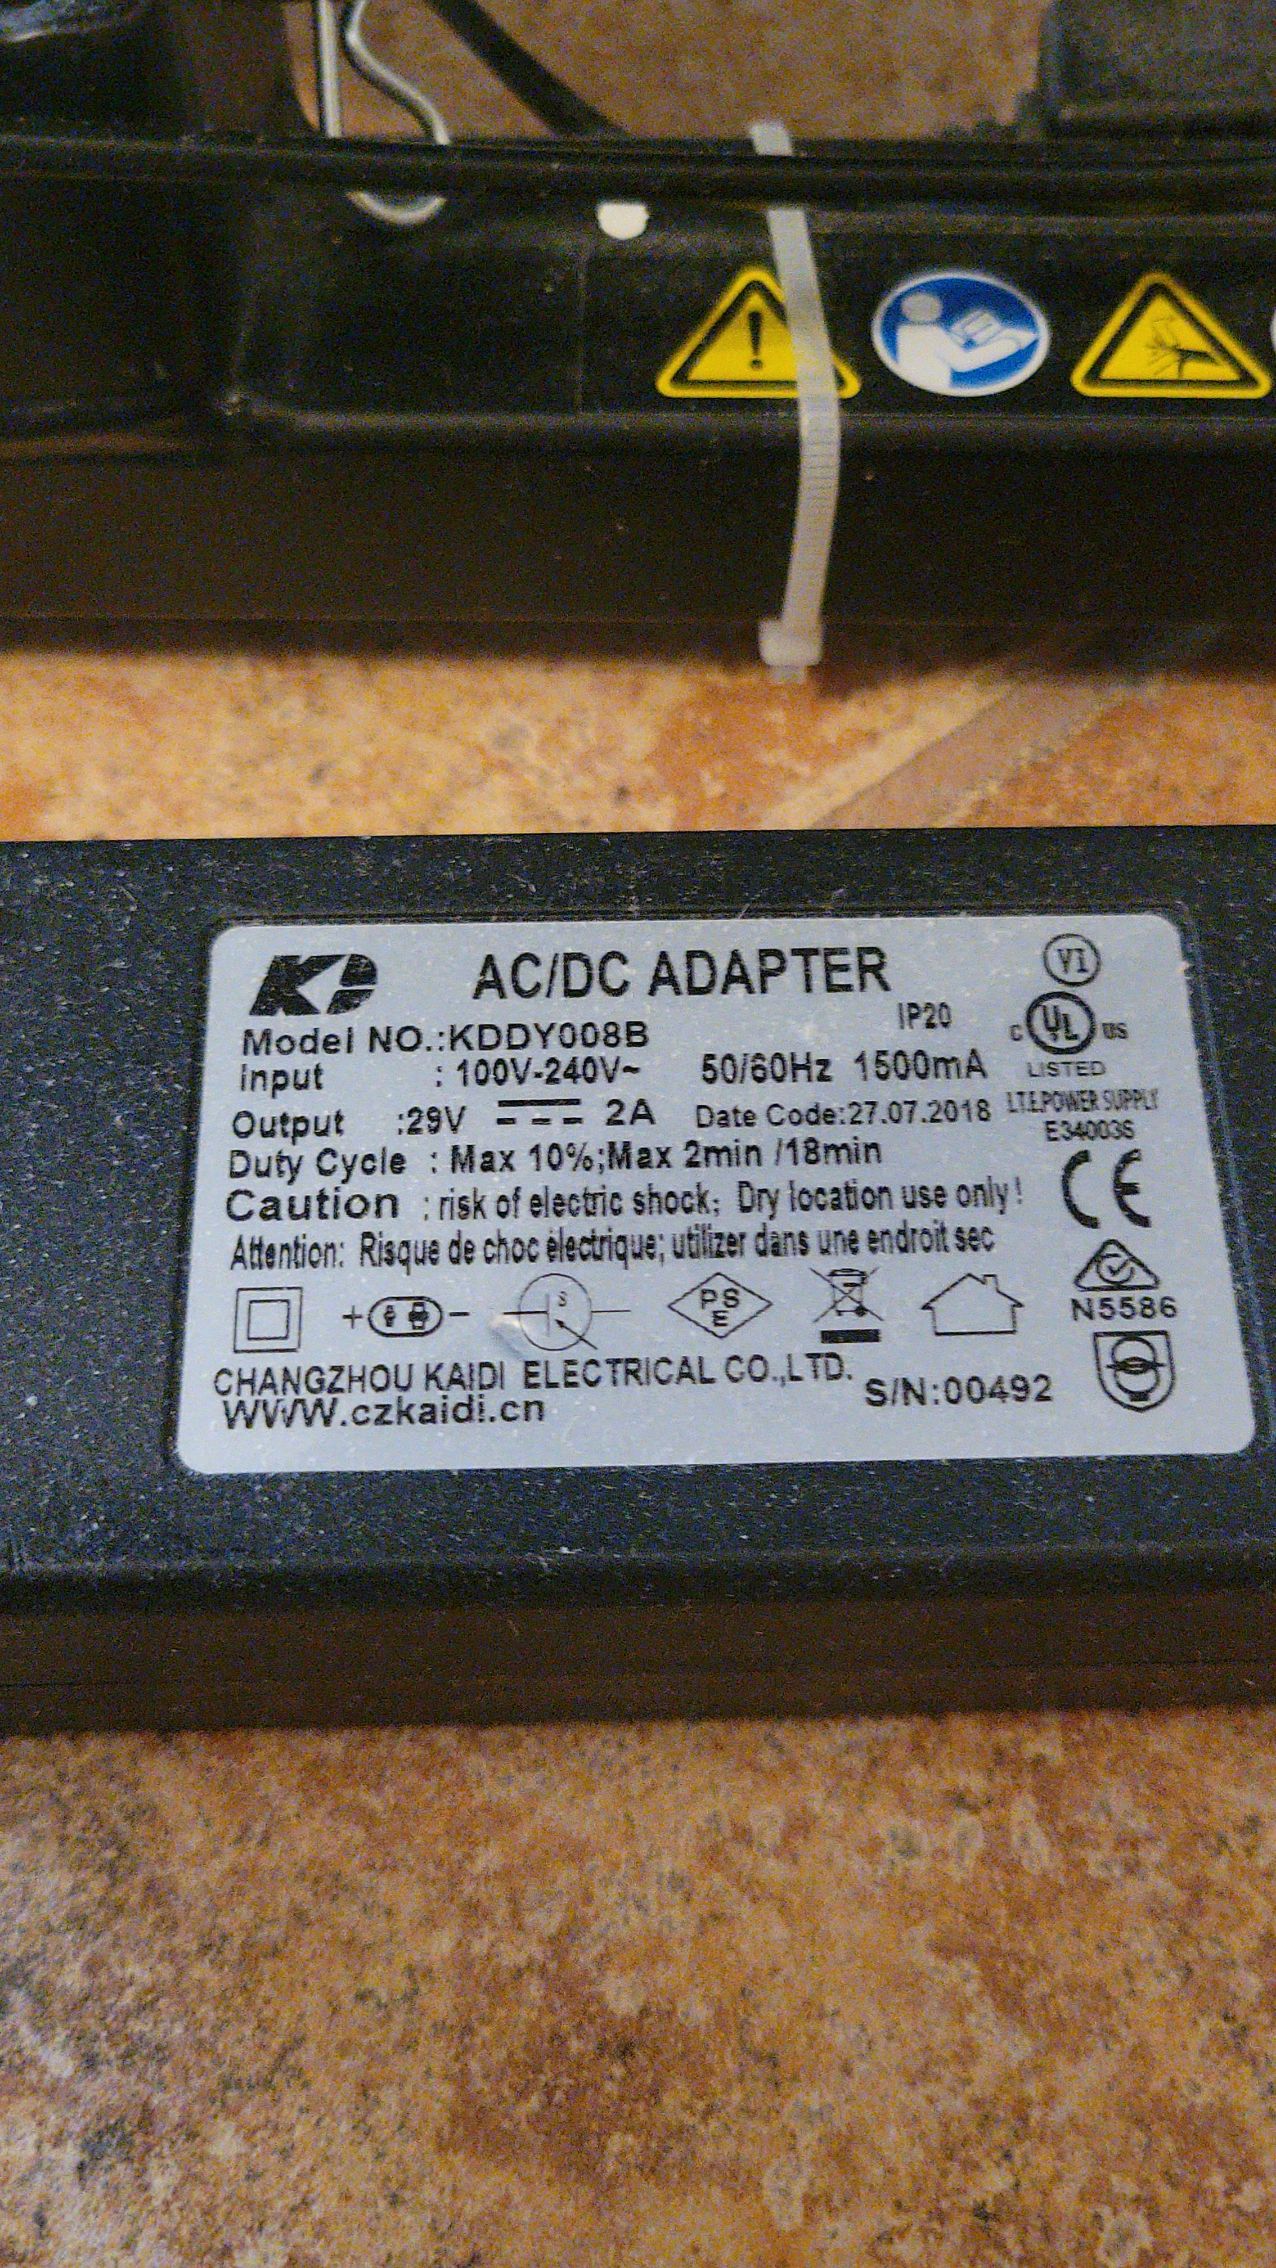 KD AC/DC ADAPTER VI
Model NO.:KDDY008B IP20
C UL US
LISTED
Input : 100V-240V~ 50/60Hz 1500mA
Output :29V 2A Date Code:27.07.2018
I.T.E.POWER SUPPLY
E340036
Duty Cycle : Max 10%;Max 2min /18min
Caution : risk of electric shock; Dry location use only!
Attention: Risque de choc électrique; utilizer dans une endroit sec
CE
+ - S PS E
N5586
CHANGZHOU KAIDI ELECTRICAL CO.,LTD.
WWW.czkaidi.cn S/N:00492